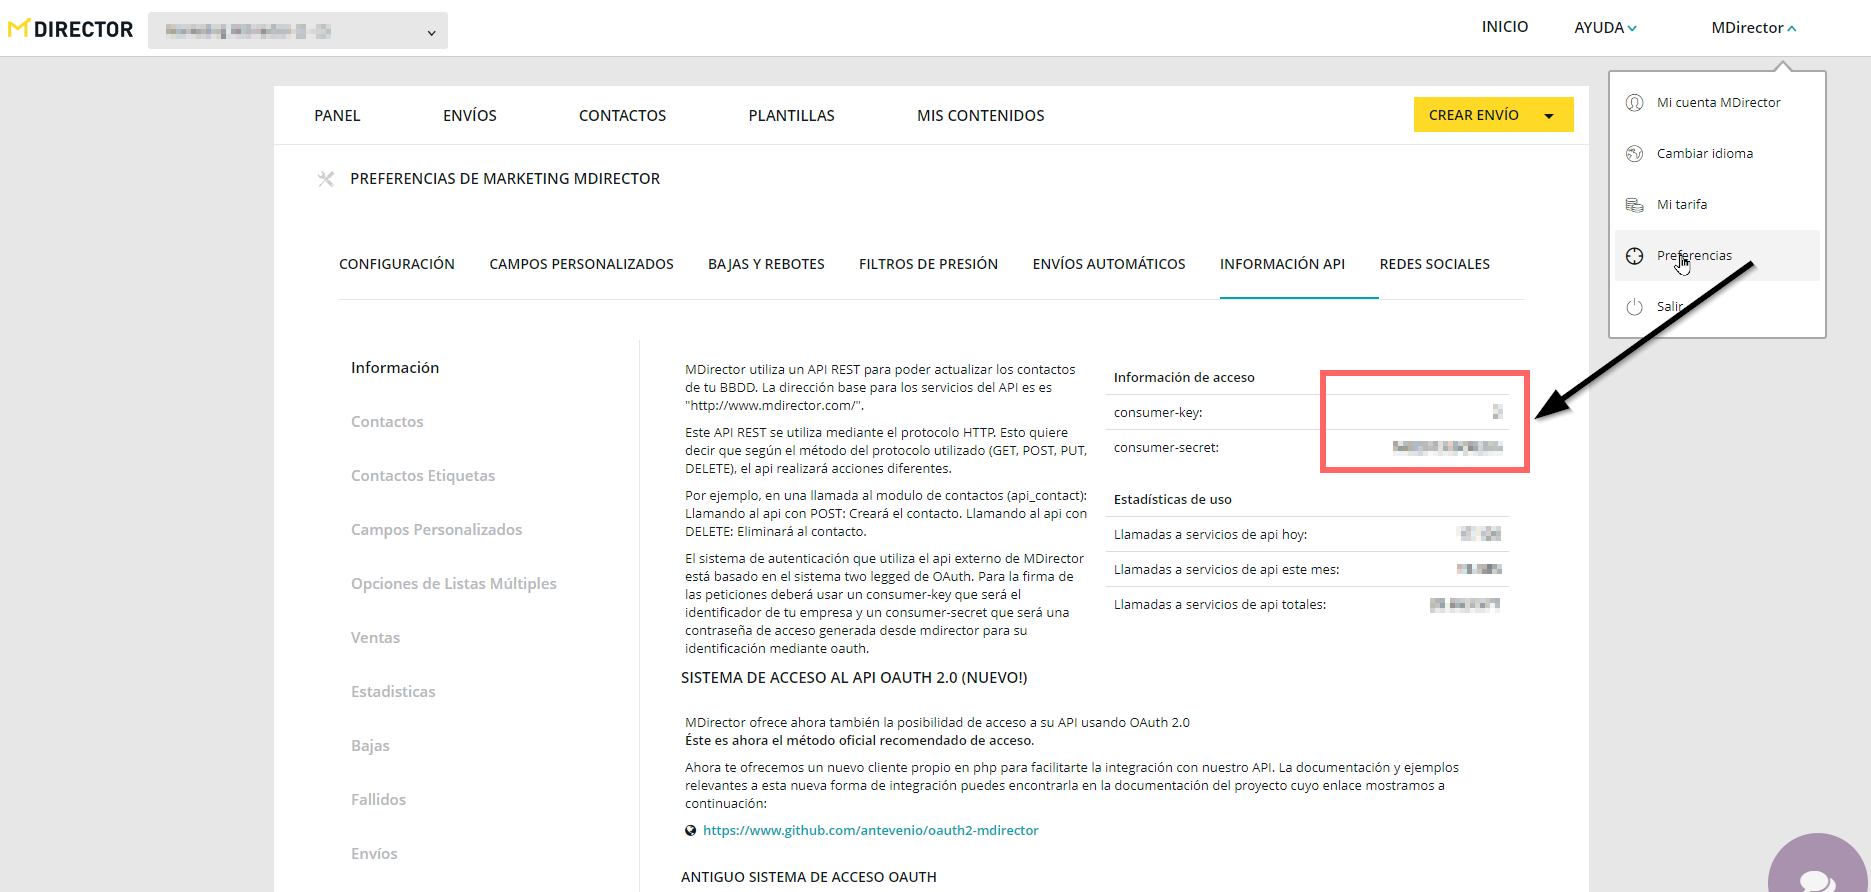 MDIRECTOR
INICIO
AYUDA
MDirector
Mi cuenta MDirector
Cambiar idioma
Mi tarifa
Preferencias
Salir
PANEL
ENVÍOS
CONTACTOS
PLANTILLAS
MIS CONTENIDOS
CREAR ENVÍO
PREFERENCIAS DE MARKETING MDIRECTOR
CONFIGURACIÓN
CAMPOS PERSONALIZADOS
BAJAS Y REBOTES
FILTROS DE PRESIÓN
ENVÍOS AUTOMÁTICOS
INFORMACIÓN API
REDES SOCIALES
Información
Contactos
Contactos Etiquetas
Campos Personalizados
Opciones de Listas Múltiples
Ventas
Estadisticas
Bajas
Fallidos
Envíos
MDirector utiliza un API REST para poder actualizar los contactos
de tu BBDD. La dirección base para los servicios del API es es
"http://www.mdirector.com/".
Este API REST se utiliza mediante el protocolo HTTP. Esto quiere
decir que según el método del protocolo utilizado (GET, POST, PUT,
DELETE), el api realizará acciones diferentes.
Por ejemplo, en una llamada al modulo de contactos (api_contact):
Llamando al api con POST: Creará el contacto. Llamando al api con
DELETE: Eliminará al contacto.
El sistema de autenticación que utiliza el api externo de MDirector
está basado en el sistema two legged de OAuth. Para la firma de
las peticiones deberá usar un consumer-key que será el
identificador de tu empresa y un consumer-secret que será una
contraseña de acceso generada desde mdirector para su
identificación mediante oauth.
Información de acceso
consumer-key:
consumer-secret:
Estadísticas de uso
Llamadas a servicios de api hoy:
Llamadas a servicios de api este mes:
Llamadas a servicios de api totales:
SISTEMA DE ACCESO AL API OAUTH 2.0 (NUEVO!)
MDirector ofrece ahora también la posibilidad de acceso a su API usando OAuth 2.0
Éste es ahora el método oficial recomendado de acceso.
Ahora te ofrecemos un nuevo cliente propio en php para facilitarte la integración con nuestro API. La documentación y ejemplos
relevantes a esta nueva forma de integración puedes encontrarla en la documentación del proyecto cuyo enlace mostramos a
continuación:
https://www.github.com/antevenio/oauth2-mdirector
ANTIGUO SISTEMA DE ACCESO OAUTH